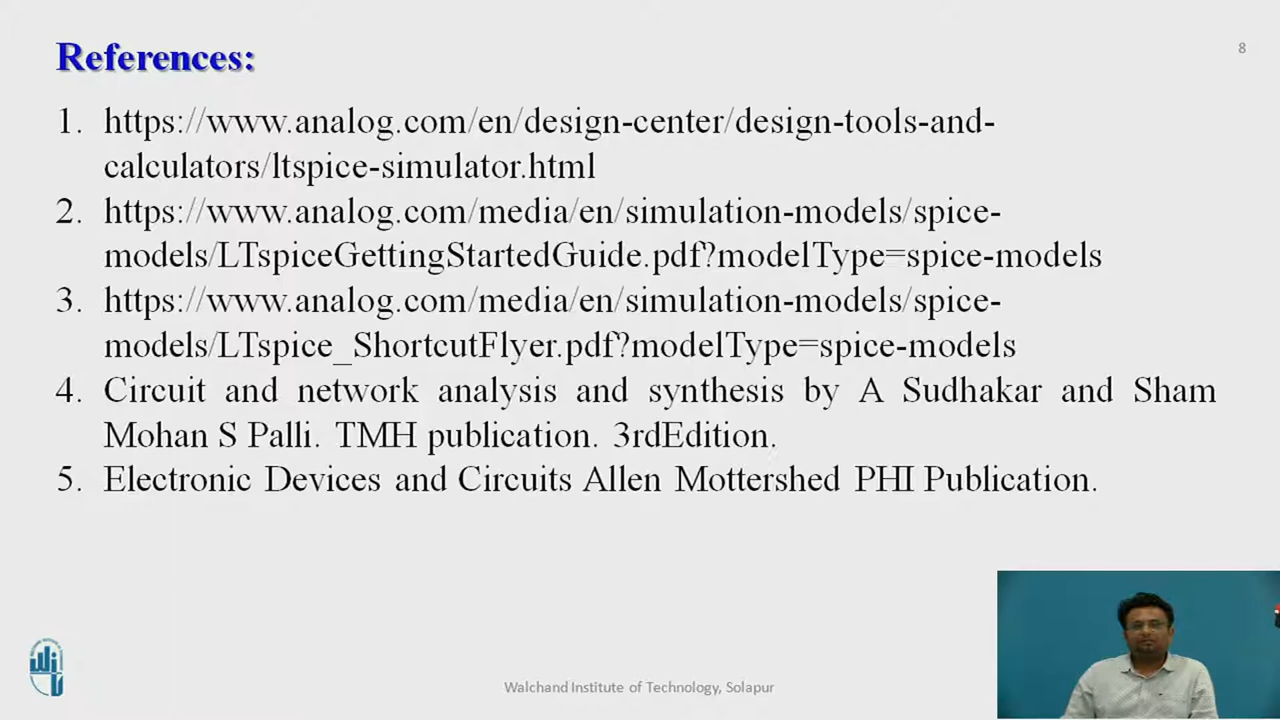 References:
8
1. https://www.analog.com/en/design-center/design-tools-and-
calculators/ltspice-simulator.html
2. https://www.analog.com/media/en/simulation-models/spice-
models/LTspiceGettingStartedGuide.pdf?modelType=spice-models
3. https://www.analog.com/media/en/simulation-models/spice-
models/LTspice_ShortcutFlyer.pdf?modelType=spice-models
4. Circuit and network analysis and synthesis by A Sudhakar and Sham
Mohan S Palli. TMH publication. 3rdEdition.
5. Electronic Devices and Circuits Allen Mottershed PHI Publication.
Walchand Institute of Technology, Solapur